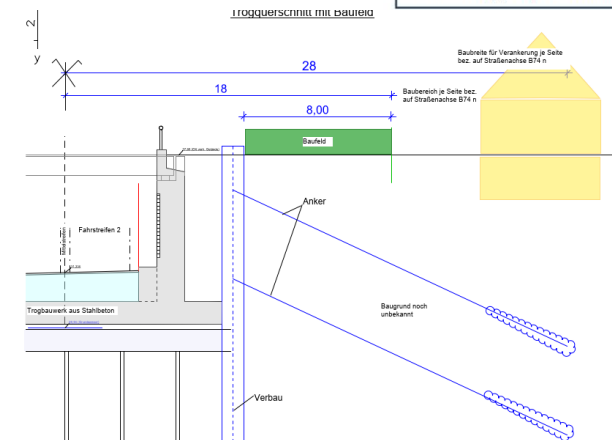 Trogquerschnitt mit Baufeld
2
y
28
Baubreite für Verankerung je Seite
bez. auf Straßenachse B74 n
18
Baubereich je Seite bez.
auf Straßenachse B74 n
8,00
Baufeld
Anker
Fahrstreifen 2
Baugrund noch
unbekannt
Trogbauwerk aus Stahlbeton
Verbau